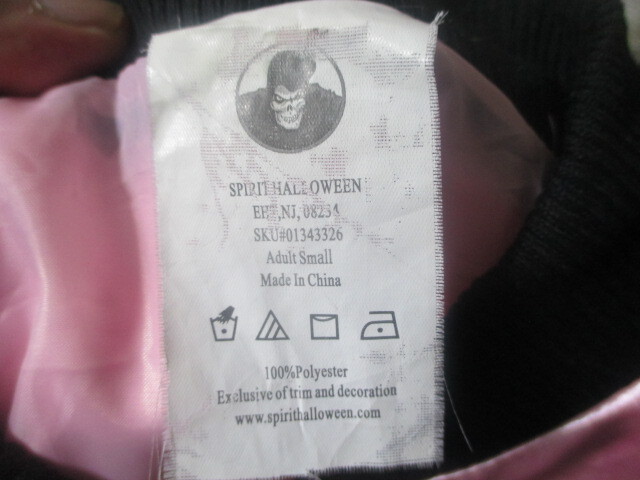 SPIRIT HALLOWEEN
NJ, 08234
SKU#01343326
Adult Small
Made In China
100%Polyester
Exclusive of trim and decoration
www.spirithalloween.com